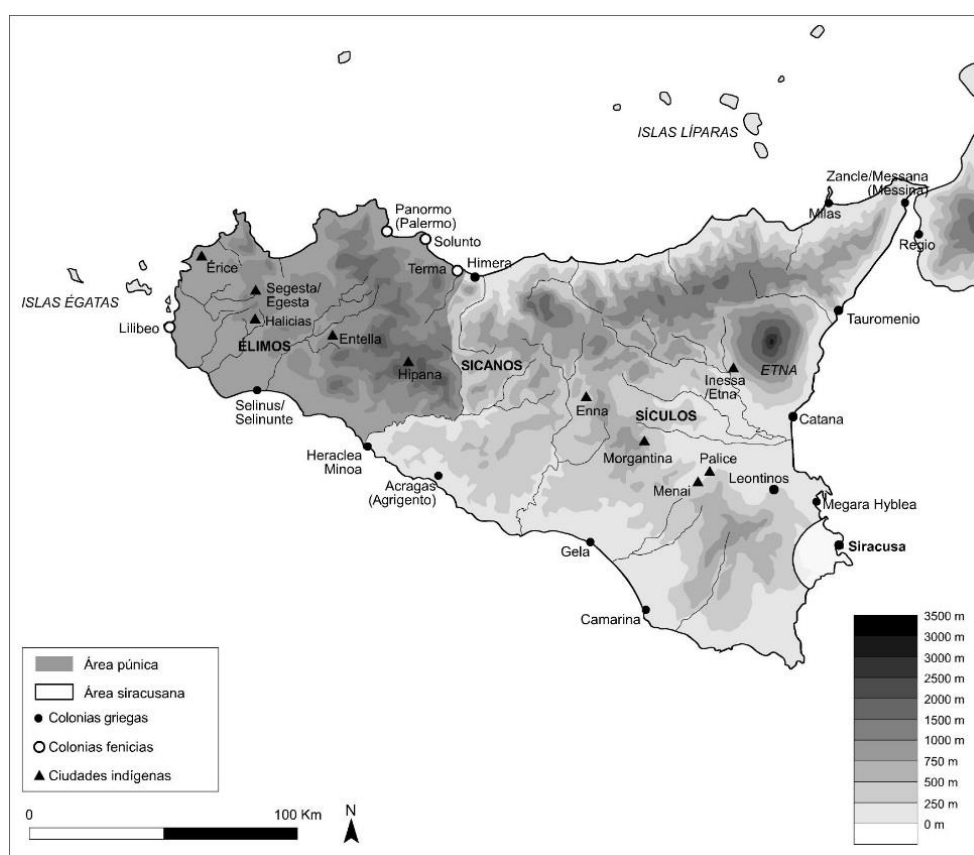 ISLAS LÍPARAS
Zancle/Messana
(Messina)
Milas
Regio
Panormo
(Palermo)
Solunto
Terma
Himera
Érice
Segesta/
Egesta
ISLAS ÉGATAS
Halicias
Lilibeo
ÉLIMOS
Entella
Tauromenio
SICANOS
Hipana
Inessa
/Etna
ETNA
Selinus/
Selinunte
Enna
SÍCULOS
Catana
Heraclea
Minoa
Morgantina
Palice
Acragas
(Agrigento)
Menai
Leontinos
Megara Hyblea
Gela
Siracusa
Camarina
Área púnica
Área siracusana
Colonias griegas
Colonias fenicias
Ciudades indígenas
0
100 Km
N
3500 m
3000 m
3000 m
2500 m
2000 m
1500 m
1000 m
750 m
500 m
250 m
0 m